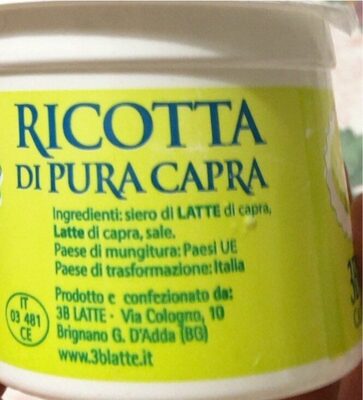 RICOTTA
DI PURA CAPRA
Ingredienti: siero di LATTE di capra,
Latte di capra, sale.
Paese di mungitura: Paesi UE
Paese di trasformazione: Italia
IT
03 481
CE
Prodotto e confezionato da:
3B LATTE - Via Cologno, 10
Brignano G. D'Adda (BG)
www.3blatte.it